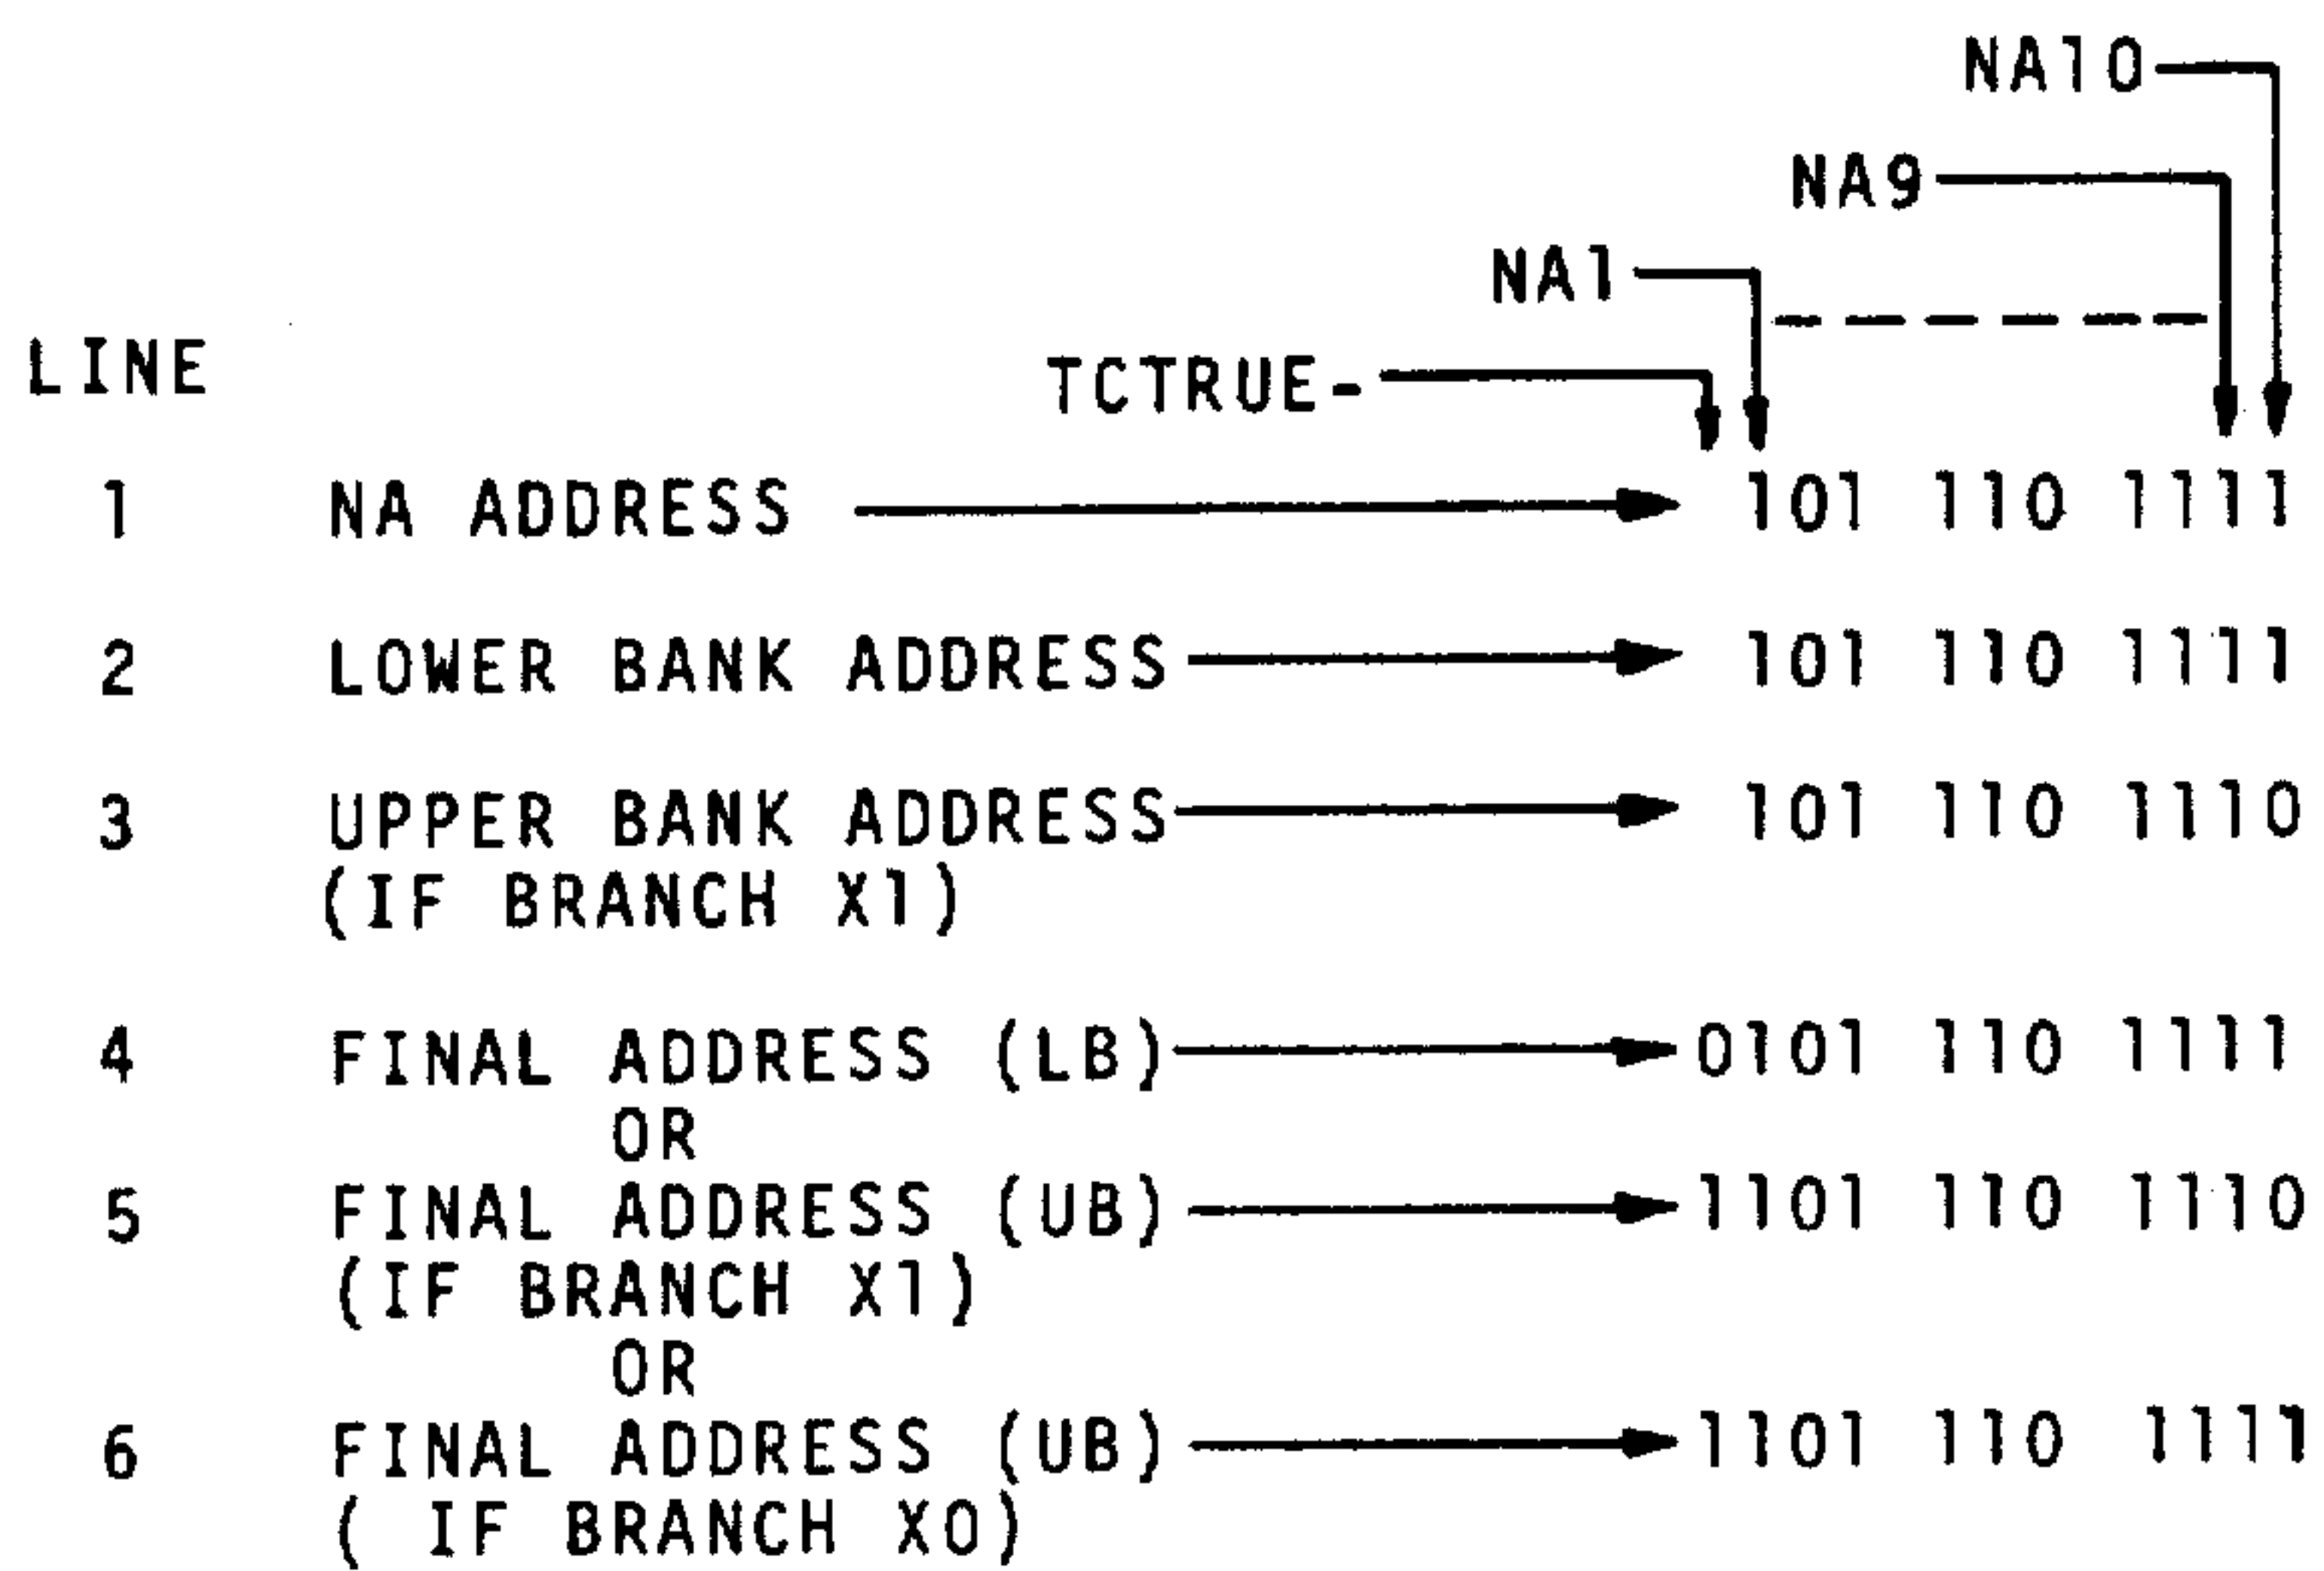 NA10
NA9
NA1
LINE TCTRUE-
1 NA ADDRESS 101 110 1111
2 LOWER BANK ADDRESS 101 110 1111
3 UPPER BANK ADDRESS 101 110 1110
(IF BRANCH X1)
4 FINAL ADDRESS (LB) 0101 110 1111
OR
5 FINAL ADDRESS (UB) 1101 110 1110
(IF BRANCH X1)
OR
6 FINAL ADDRESS (UB) 1101 110 1111
( IF BRANCH X0)